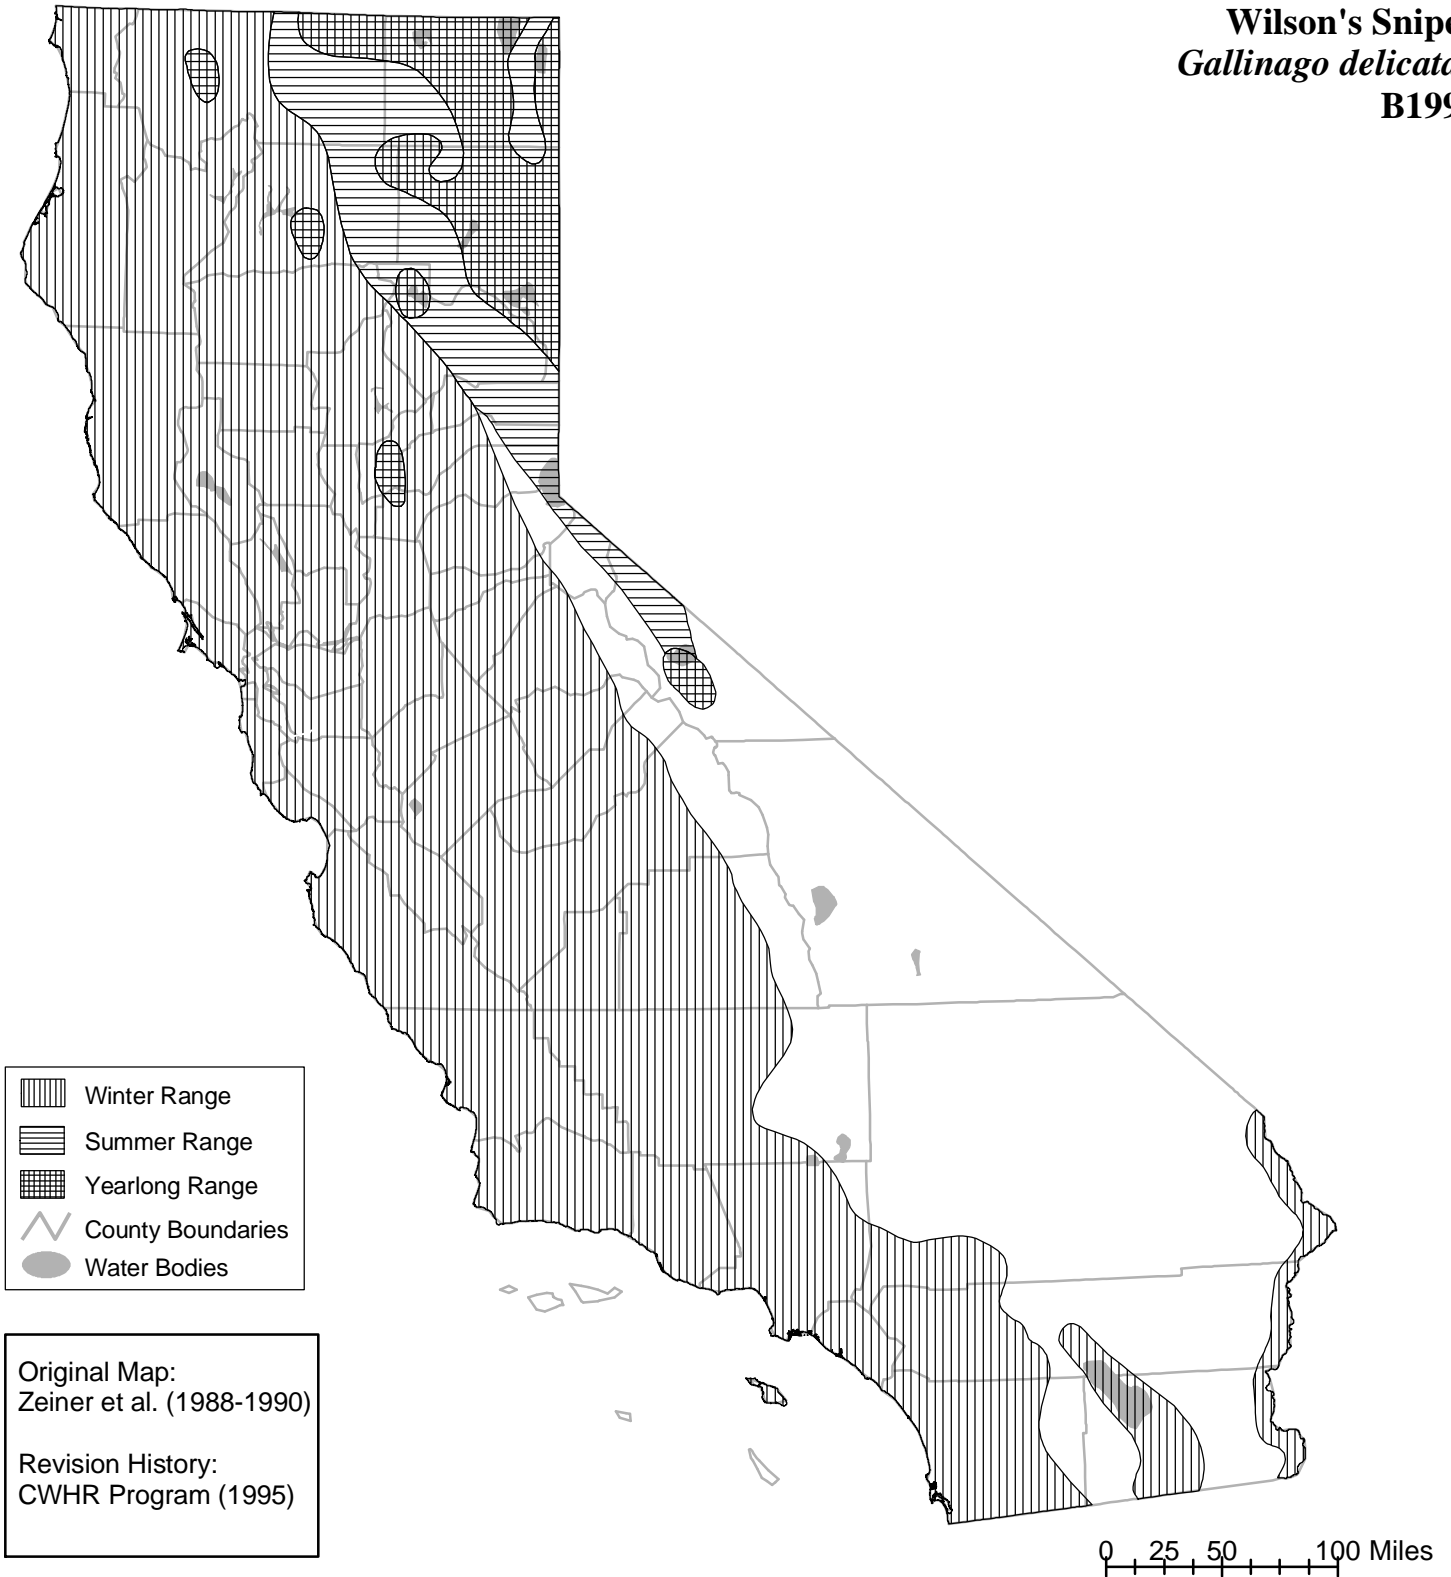 Wilson's Snipe
Gallinago delicata
B199
Winter Range
Summer Range
Yearlong Range
County Boundaries
Water Bodies
Original Map:
Zeiner et al. (1988-1990)
Revision History:
CWHR Program (1995)
0 25 50 100 Miles